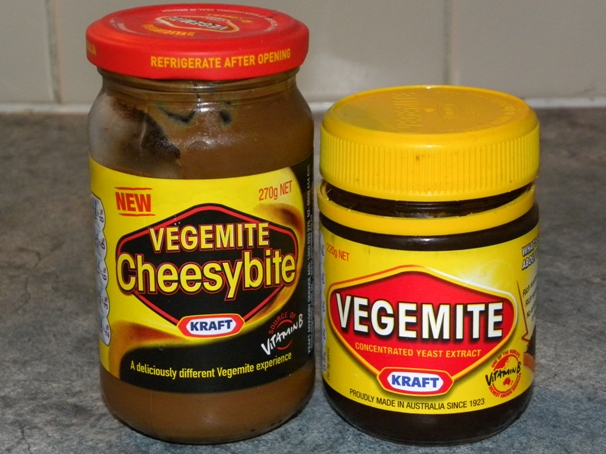 REFRIGERATE AFTER OPENING
NEW
270g NET
VEGEMITE
Cheesybite
KRAFT
SOURCE OF
VITAMIN B
A deliciously different Vegemite experience
VEGEMITE
220g NET
VEGEMITE
CONCENTRATED YEAST EXTRACT
KRAFT
VITAMIN B
PROUDLY MADE IN AUSTRALIA SINCE 1923